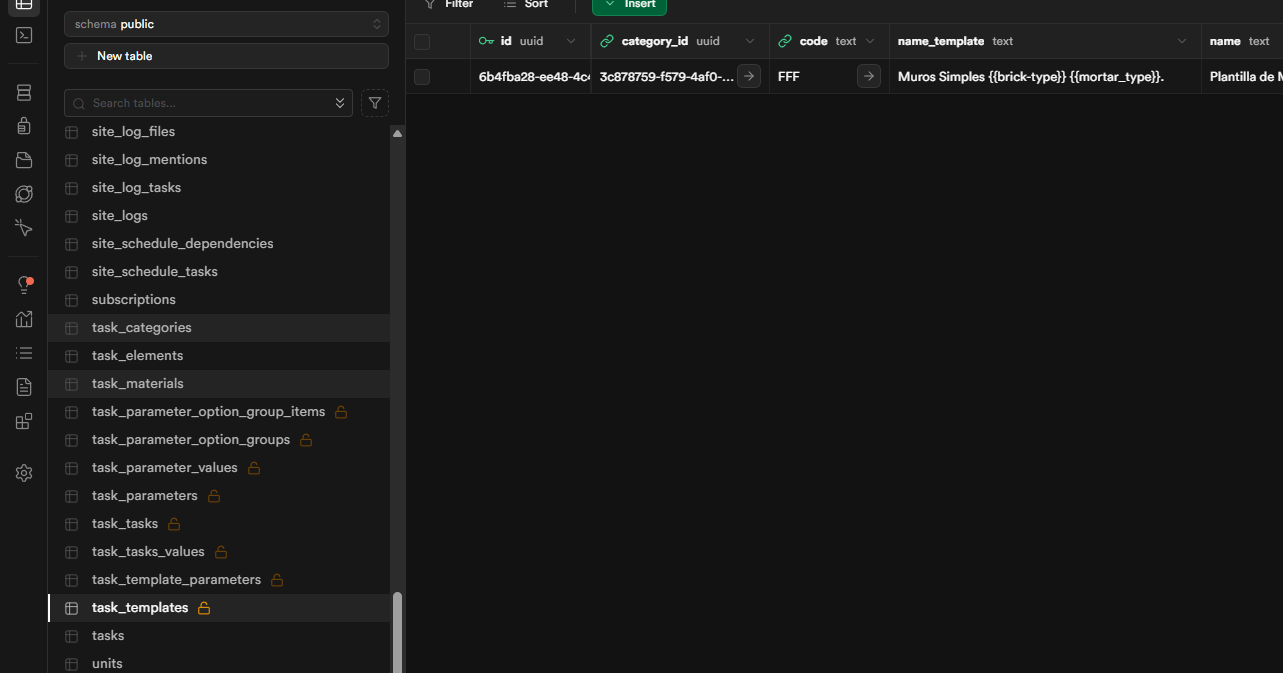 schema public
New table
Search tables...
site_log_files
site_log_mentions
site_log_tasks
site_logs
site_schedule_dependencies
site_schedule_tasks
subscriptions
task_categories
task_elements
task_materials
task_parameter_option_group_items
task_parameter_option_groups
task_parameter_values
task_parameters
task_tasks
task_tasks_values
task_template_parameters
task_templates
tasks
units
Filter Sort Insert
id uuid category_id uuid code text name_template text name text
6b4fba28-ee48-4c4 3c878759-f579-4af0-... FFF Muros Simples {{brick-type}} {{mortar_type}}. Plantilla de M